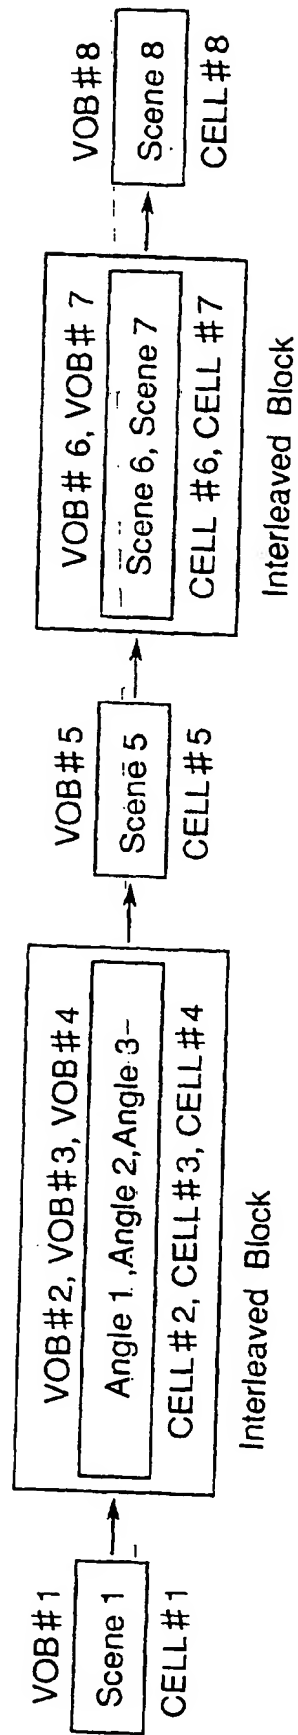 VOB#1
Scene 1
CELL#1
VOB#2, VOB#3, VOB#4
Angle 1 ,Angle 2,Angle 3
CELL#2, CELL#3, CELL#4
Interleaved Block
VOB#5
Scene 5
CELL#5
VOB# 6, VOB# 7
Scene 6, Scene 7
CELL #6, CELL #7
Interleaved Block
VOB#8
Scene 8
CELL#8